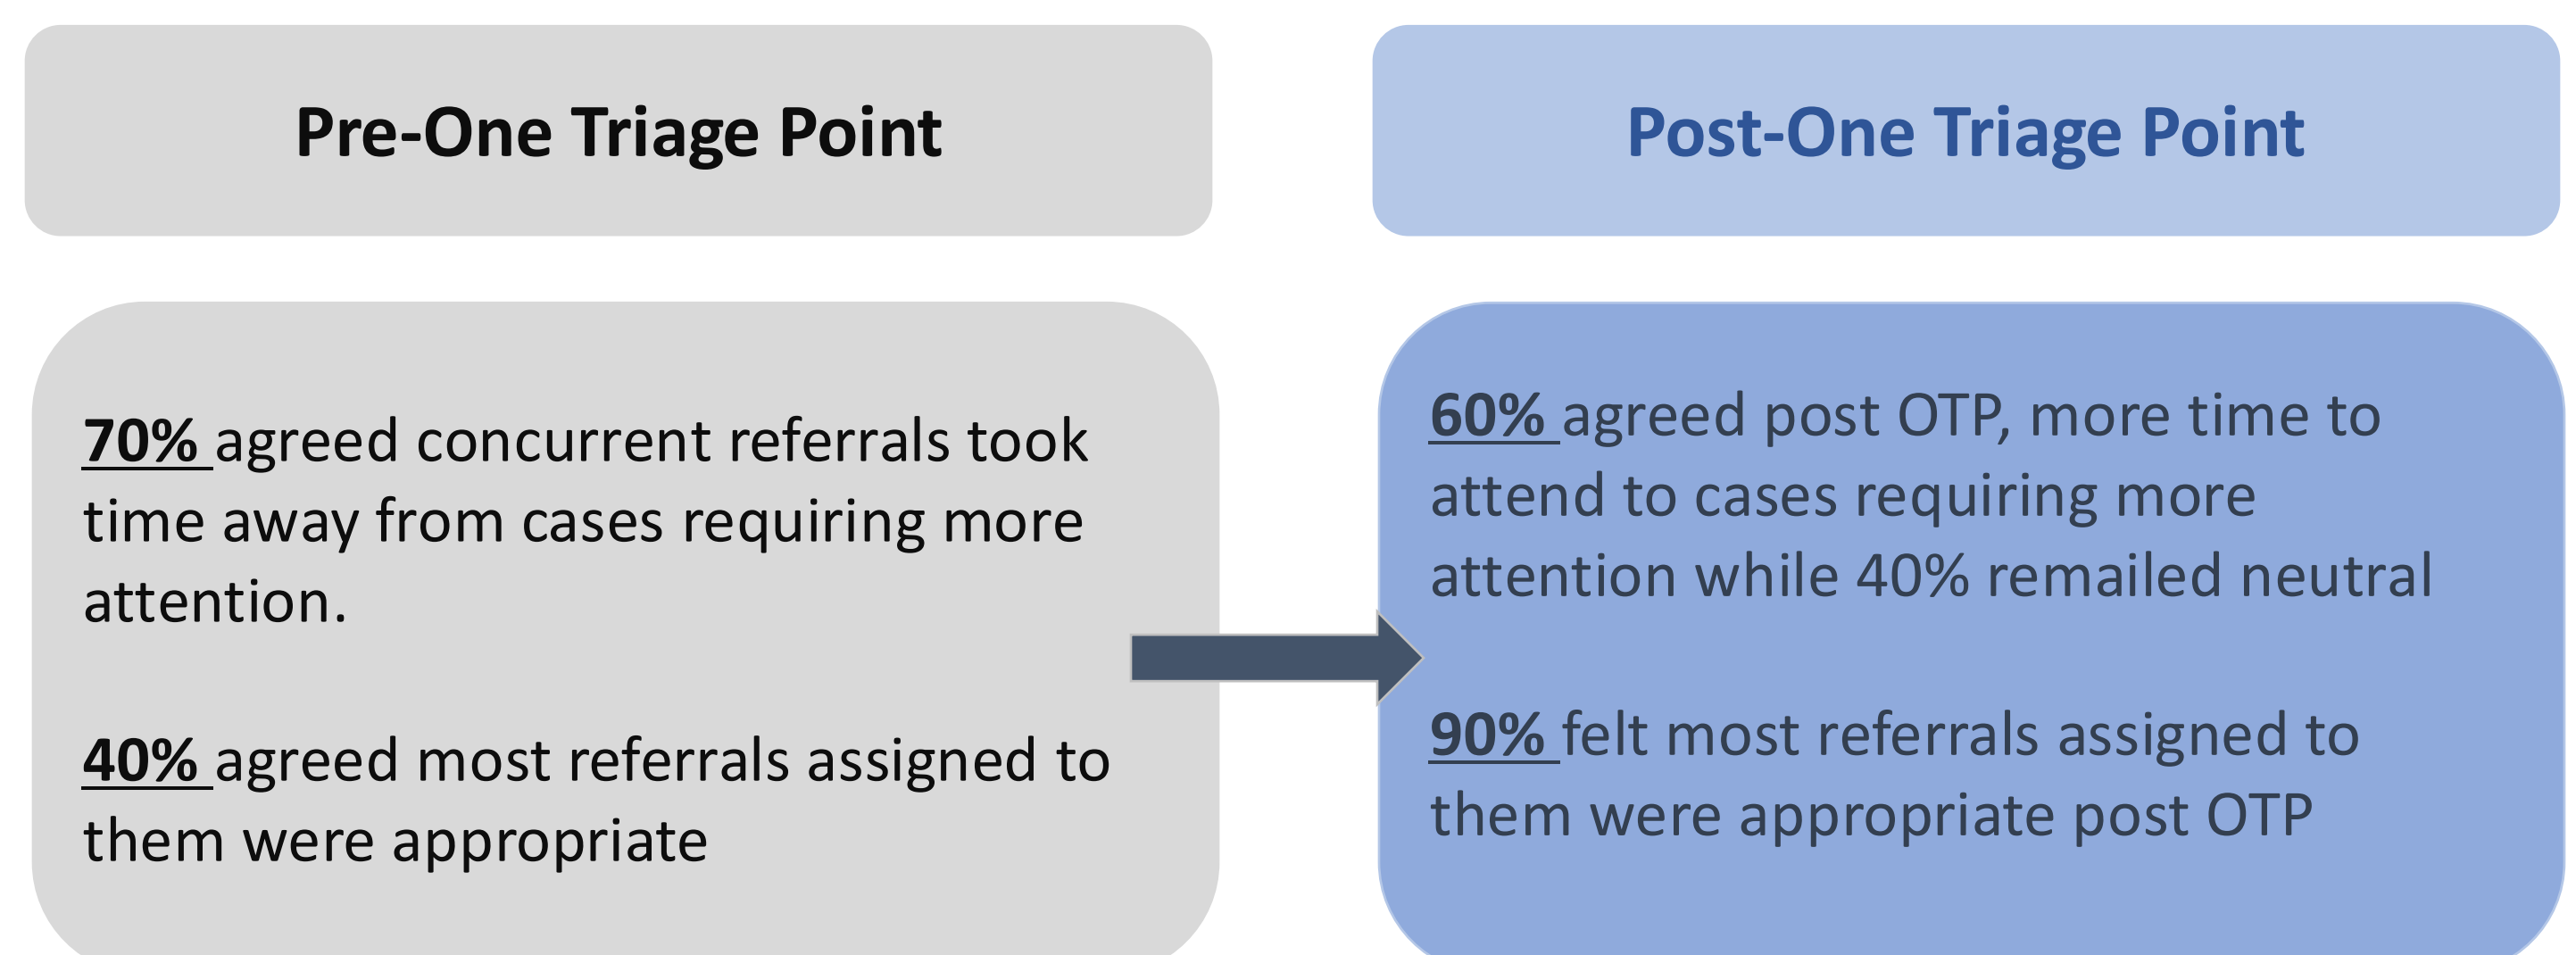 Pre-One Triage Point
Post-One Triage Point
70% agreed concurrent referrals took
time away from cases requiring more
attention.
40% agreed most referrals assigned to
them were appropriate
60% agreed post OTP, more time to
attend to cases requiring more
attention while 40% remailed neutral
90% felt most referrals assigned to
them were appropriate post OTP